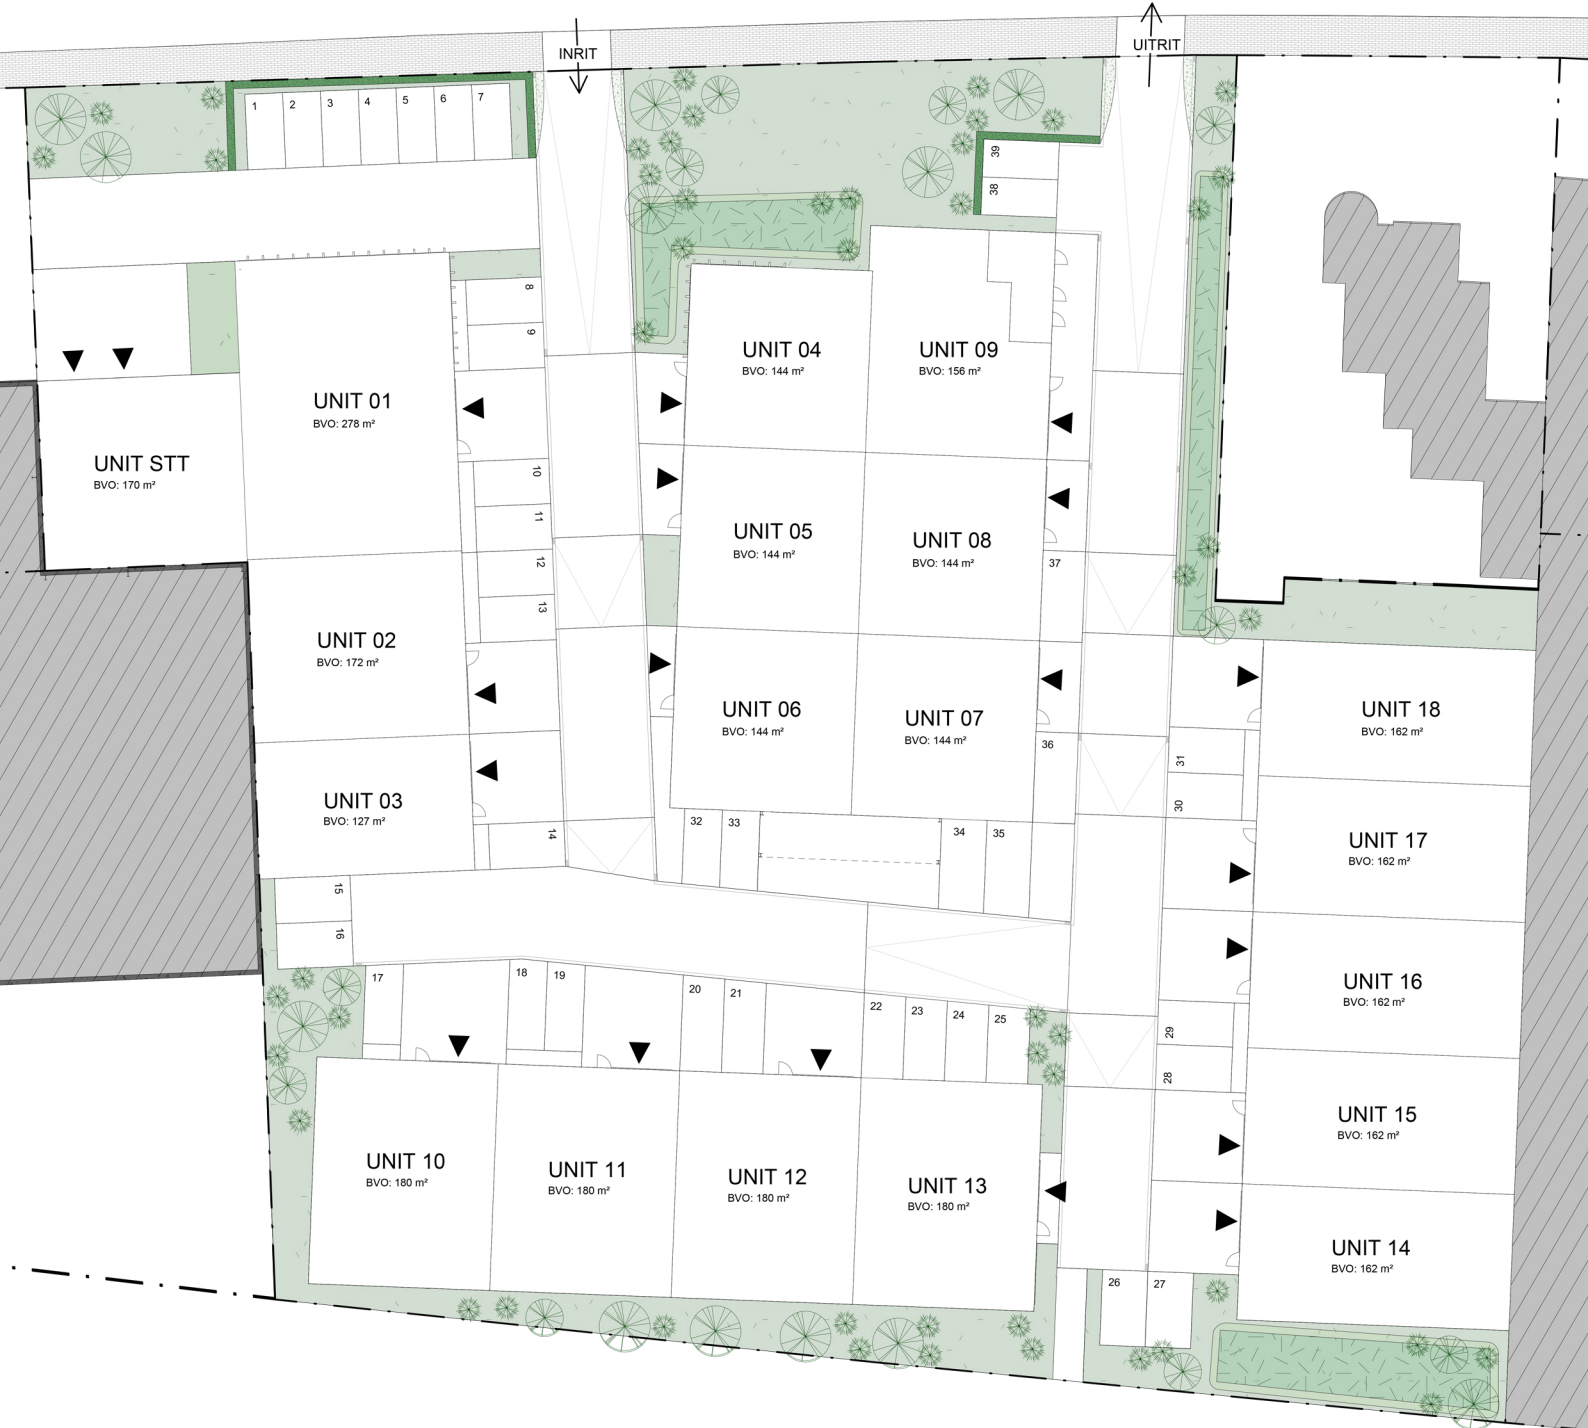 INRIT
UITRIT
1
2
3
4
5
6
7
39
38
8
9
UNIT 04
BVO: 144 m²
UNIT 09
BVO: 156 m²
UNIT 01
BVO: 278 m²
UNIT STT
BVO: 170 m²
10
11
12
13
UNIT 05
BVO: 144 m²
UNIT 08
BVO: 144 m²
37
UNIT 02
BVO: 172 m²
UNIT 06
BVO: 144 m²
UNIT 07
BVO: 144 m²
36
UNIT 18
BVO: 162 m²
31
30
UNIT 03
BVO: 127 m²
14
32
33
34
35
UNIT 17
BVO: 162 m²
15
16
17
18
19
20
21
22
23
24
25
UNIT 16
BVO: 162 m²
29
28
UNIT 10
BVO: 180 m²
UNIT 11
BVO: 180 m²
UNIT 12
BVO: 180 m²
UNIT 13
BVO: 180 m²
UNIT 15
BVO: 162 m²
26
27
UNIT 14
BVO: 162 m²